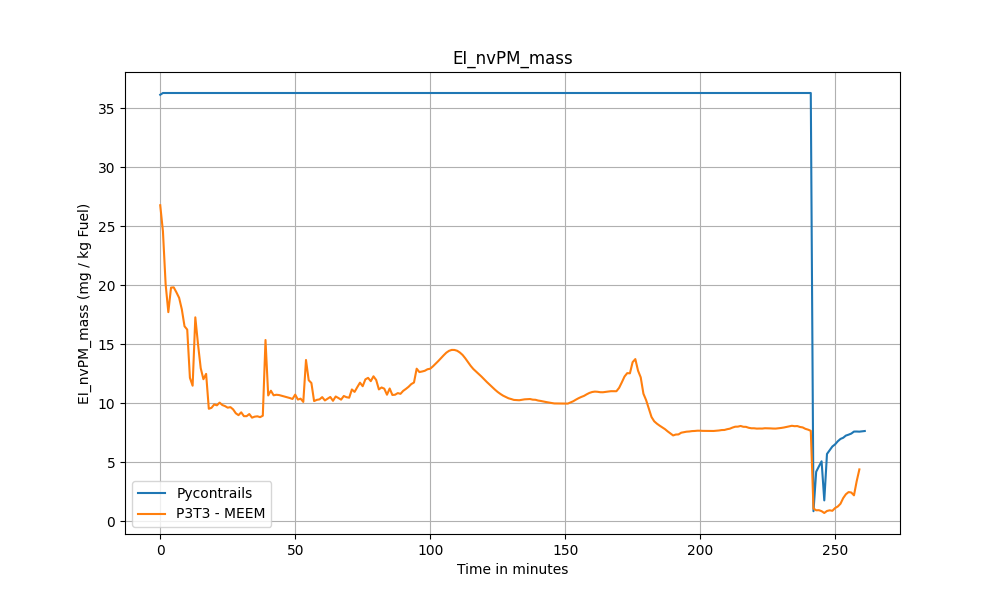 EI_nvPM_mass
EI_nvPM_mass (mg / kg Fuel)
35
30
25
20
15
10
5
0
Pycontrails
P3T3 - MEEM
0 50 100 150 200 250
Time in minutes